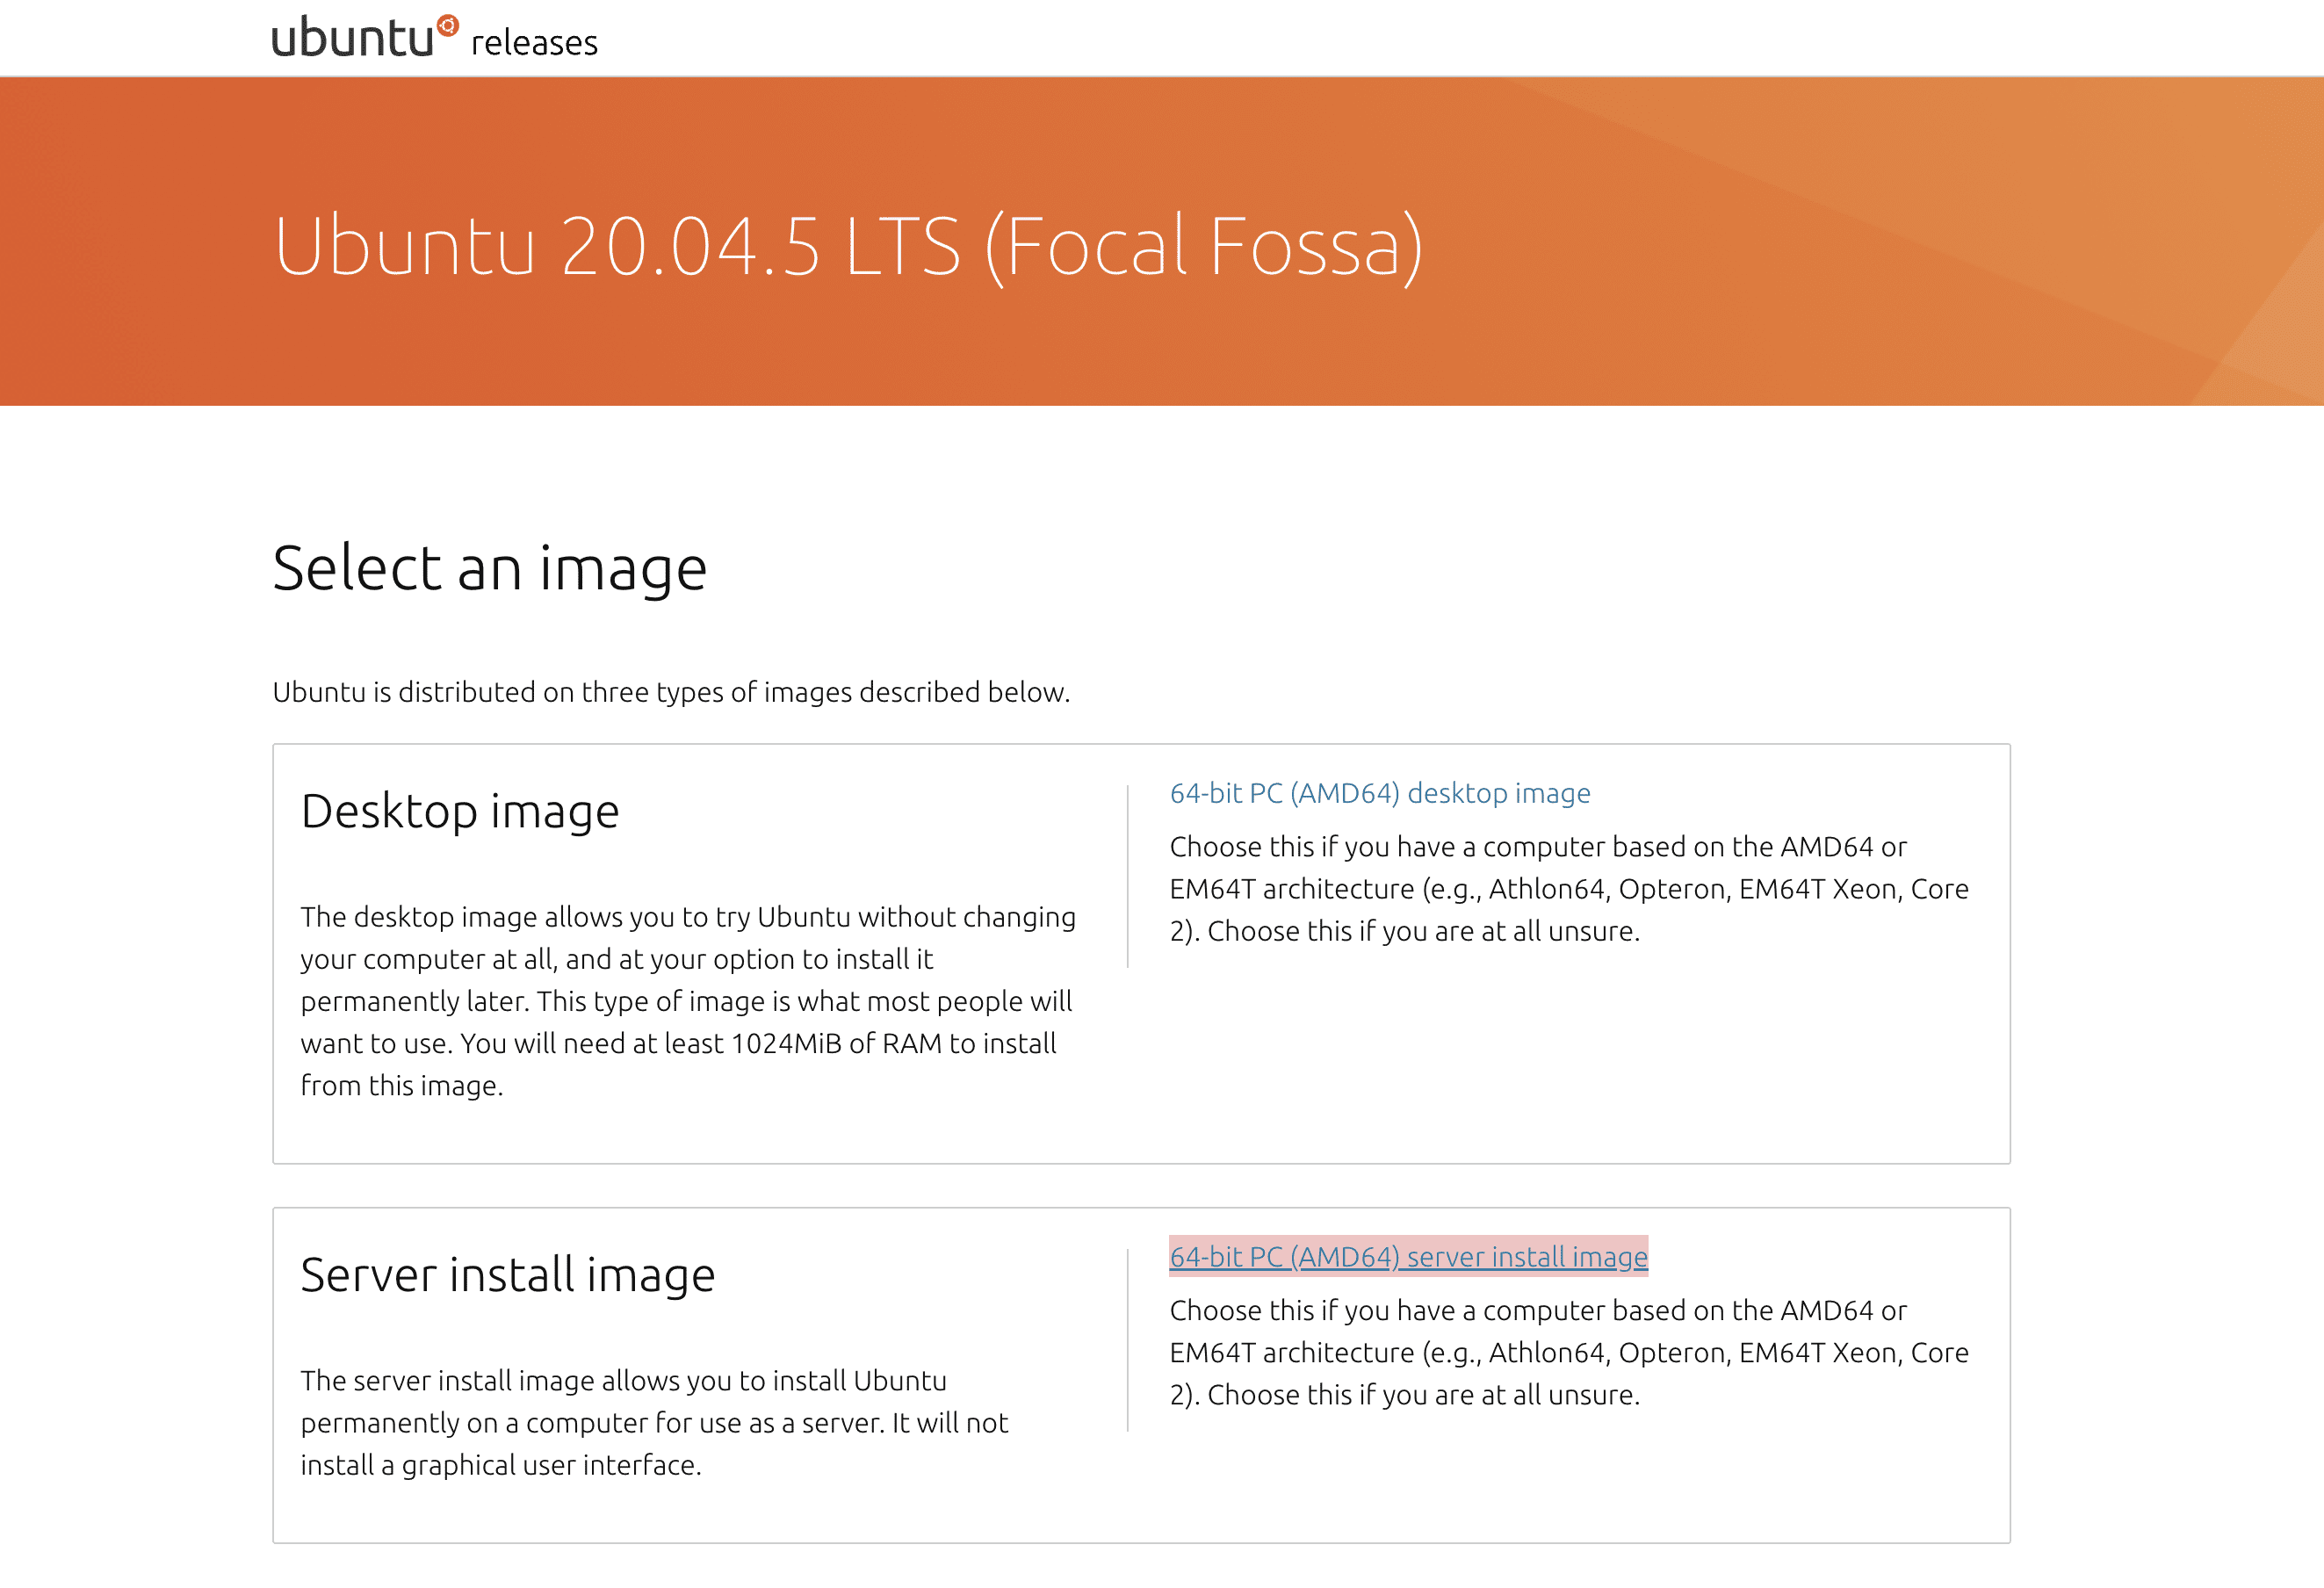 ubuntu releases
Ubuntu 20.04.5 LTS (Focal Fossa)
Select an image
Ubuntu is distributed on three types of images described below.
Desktop image
The desktop image allows you to try Ubuntu without changing
your computer at all, and at your option to install it
permanently later. This type of image is what most people will
want to use. You will need at least 1024MiB of RAM to install
from this image.
64-bit PC (AMD64) desktop image
Choose this if you have a computer based on the AMD64 or
EM64T architecture (e.g., Athlon64, Opteron, EM64T Xeon, Core
2). Choose this if you are at all unsure.
Server install image
The server install image allows you to install Ubuntu
permanently on a computer for use as a server. It will not
install a graphical user interface.
64-bit PC (AMD64) server install image
Choose this if you have a computer based on the AMD64 or
EM64T architecture (e.g., Athlon64, Opteron, EM64T Xeon, Core
2). Choose this if you are at all unsure.